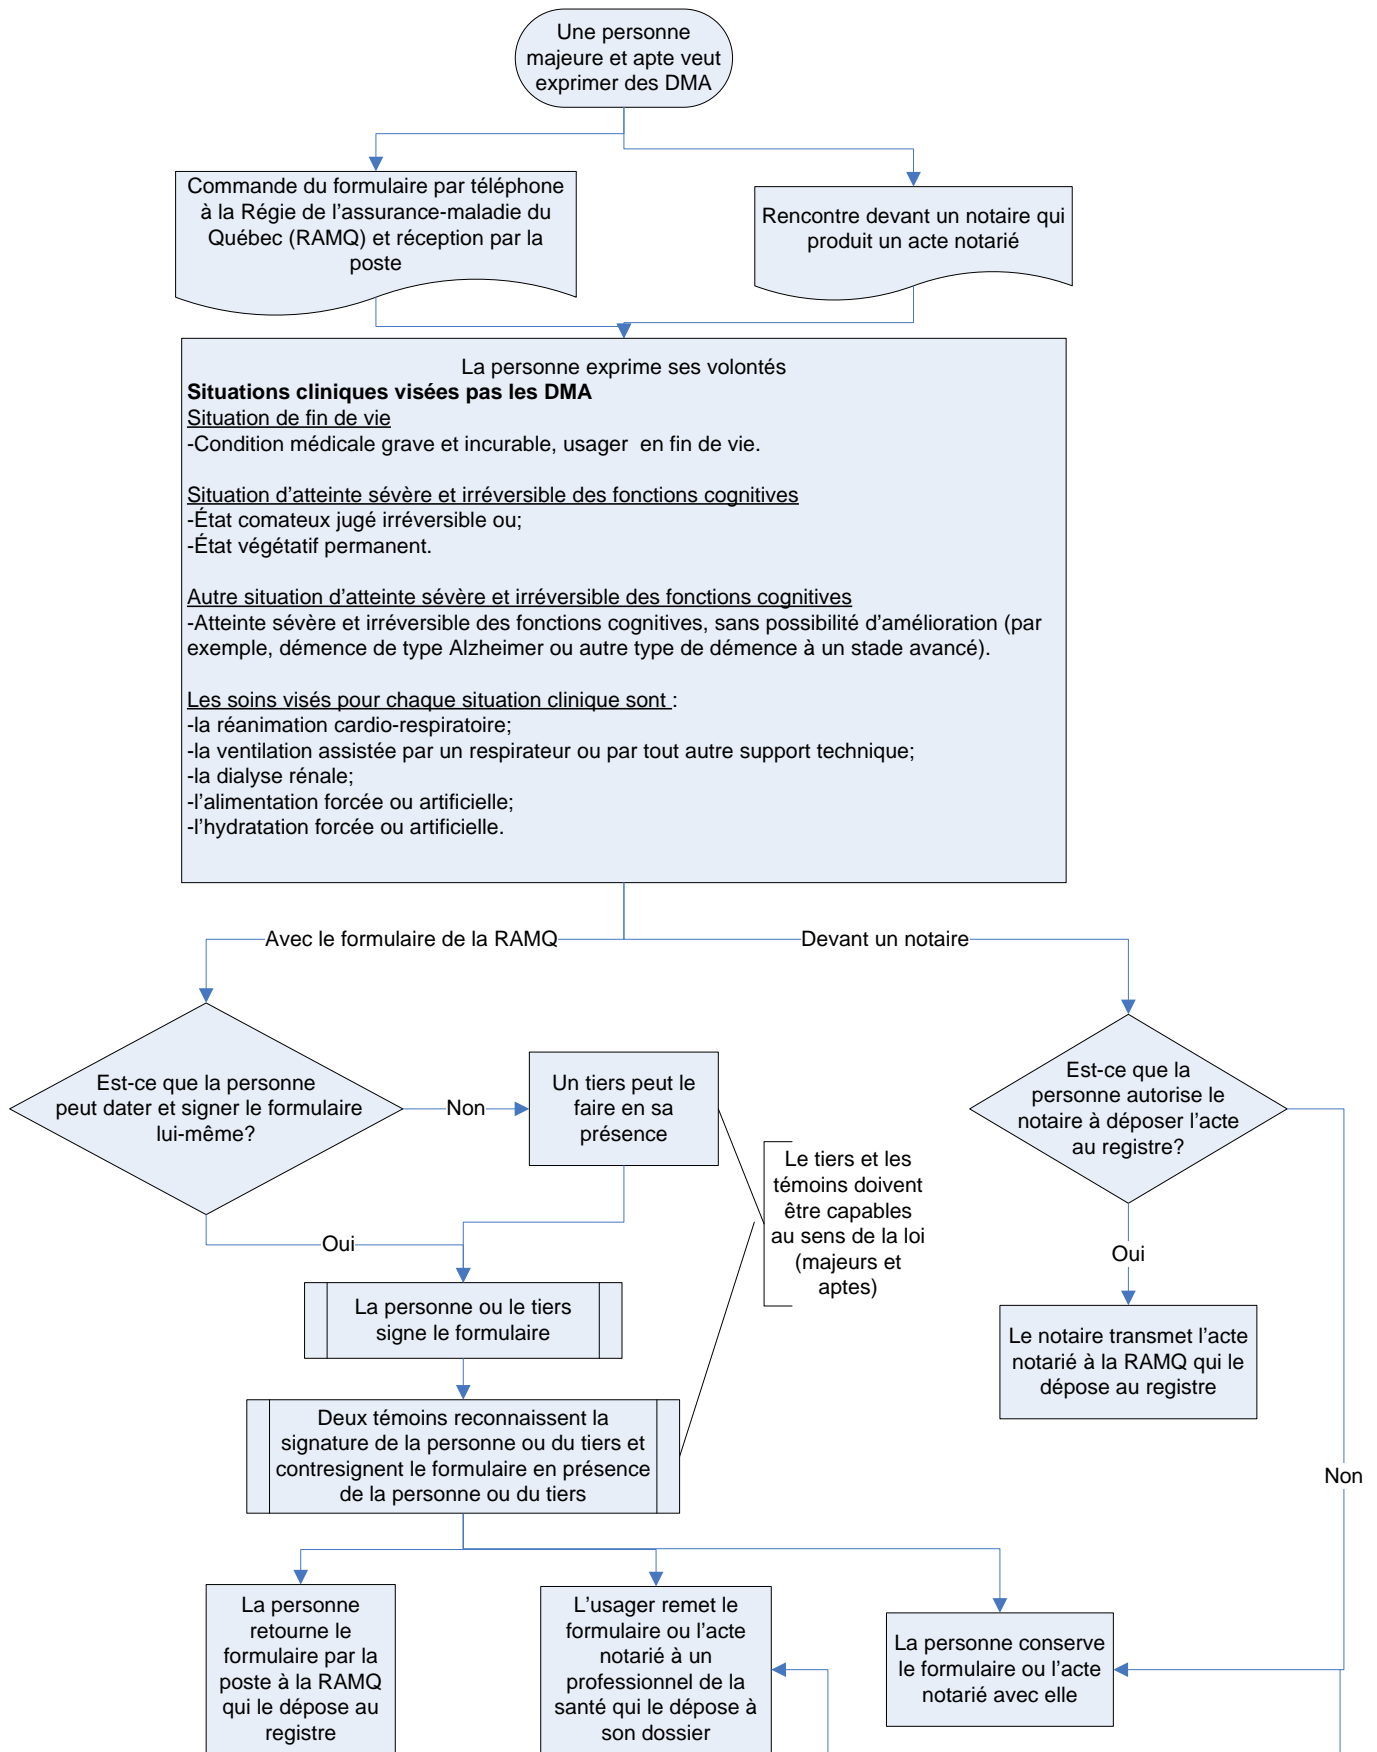 Une personne
majeure et apte veut
exprimer des DMA
Commande du formulaire par téléphone
à la Régie de l'assurance-maladie du
Québec (RAMQ) et réception par la
poste
Rencontre devant un notaire qui
produit un acte notarié
La personne exprime ses volontés
Situations cliniques visées pas les DMA
Situation de fin de vie
-Condition médicale grave et incurable, usager  en fin de vie.
Situation d'atteinte sévère et irréversible des fonctions cognitives
-État comateux jugé irréversible ou;
-État végétatif permanent.
Autre situation d'atteinte sévère et irréversible des fonctions cognitives
-Atteinte sévère et irréversible des fonctions cognitives, sans possibilité d'amélioration (par
exemple, démence de type Alzheimer ou autre type de démence à un stade avancé).
Les soins visés pour chaque situation clinique sont :
-la réanimation cardio-respiratoire;
-la ventilation assistée par un respirateur ou par tout autre support technique;
-la dialyse rénale;
-l'alimentation forcée ou artificielle;
-l'hydratation forcée ou artificielle.
Avec le formulaire de la RAMQ
Devant un notaire
Est-ce que la personne
peut dater et signer le formulaire
lui-même?
Non
Un tiers peut le
faire en sa
présence
Est-ce que la
personne autorise le
notaire à déposer l'acte
au registre?
Le tiers et les
témoins doivent
être capables
au sens de la loi
(majeurs et
aptes)
Oui
Oui
La personne ou le tiers
signe le formulaire
Le notaire transmet l'acte
notarié à la RAMQ qui le
dépose au registre
Deux témoins reconnaissent la
signature de la personne ou du tiers et
contresignent le formulaire en présence
de la personne ou du tiers
Non
La personne
retourne le
formulaire par la
poste à la RAMQ
qui le dépose au
registre
L'usager remet le
formulaire ou l'acte
notarié à un
professionnel de la
santé qui le dépose à
son dossier
La personne conserve
le formulaire ou l'acte
notarié avec elle